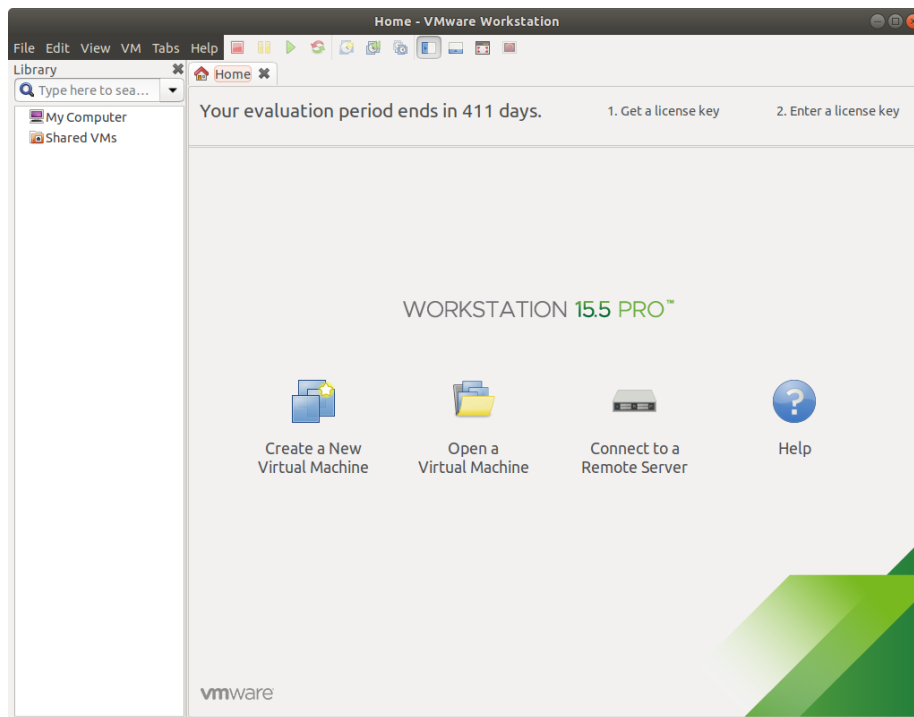 Home - VMware Workstation
File Edit View VM Tabs Help
Library
Home
Type here to sea...
My Computer
Shared VMs
Your evaluation period ends in 411 days.
1. Get a license key
2. Enter a license key
WORKSTATION 15.5 PRO™
Create a New
Virtual Machine
Open a
Virtual Machine
Connect to a
Remote Server
Help
vmware